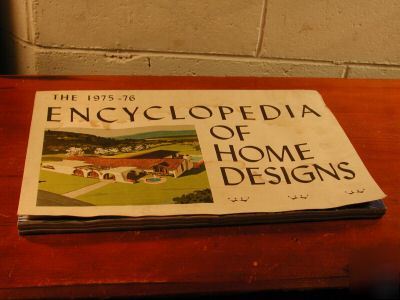 THE 1975-76
ENCYCLOPEDIA
OF
HOME
DESIGNS